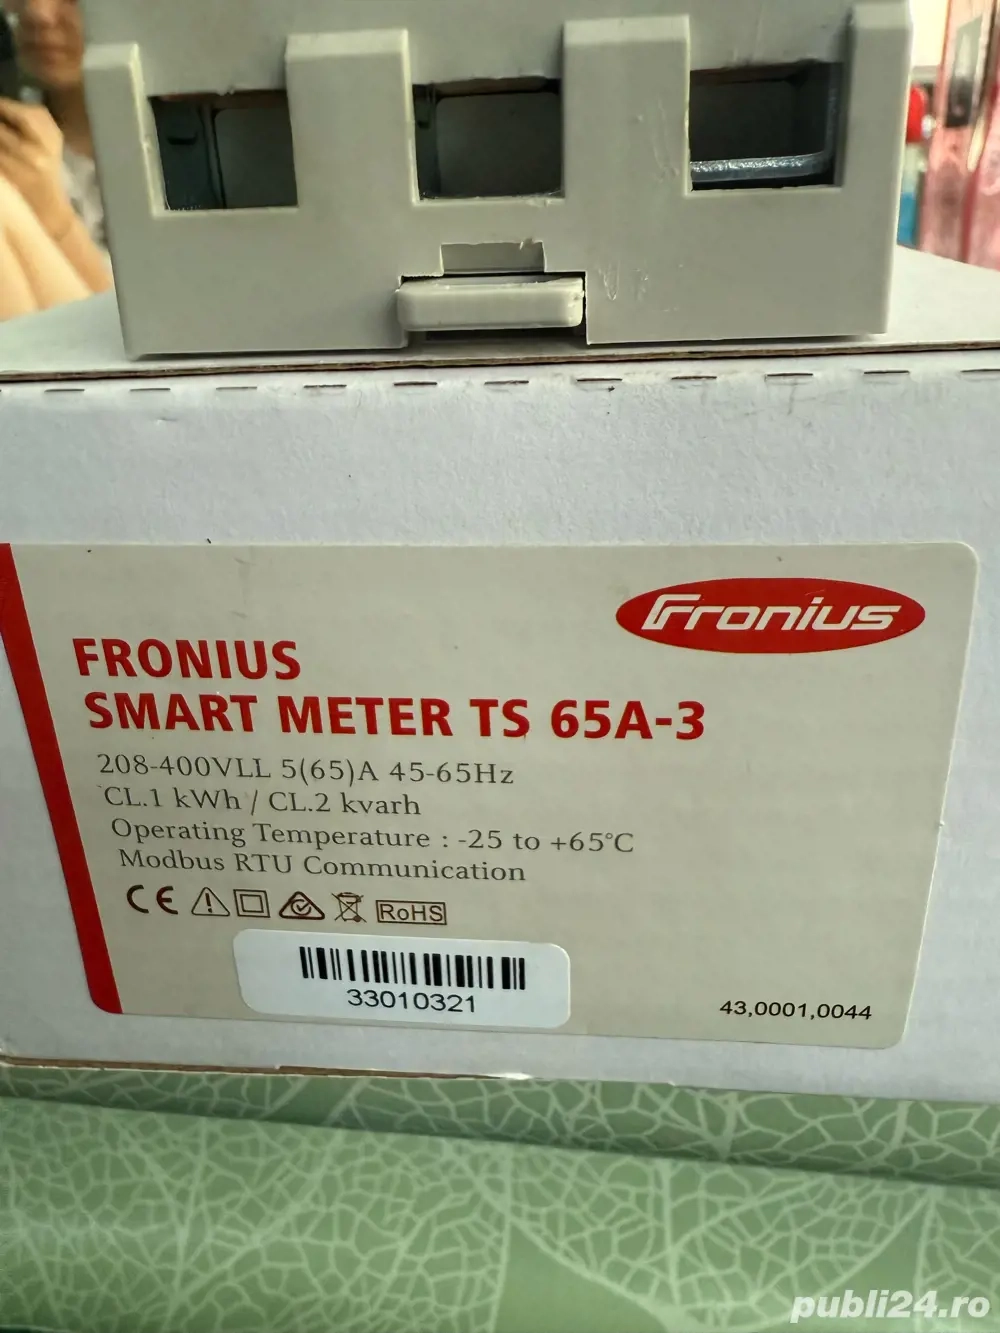 Fronius
FRONIUS
SMART METER TS 65A-3
208-400VLL 5(65)A 45-65Hz
CL.1 kWh / CL.2 kvarh
Operating Temperature : -25 to +65°C
Modbus RTU Communication
CE RoHS
33010321
43,0001,0044
publi24.ro